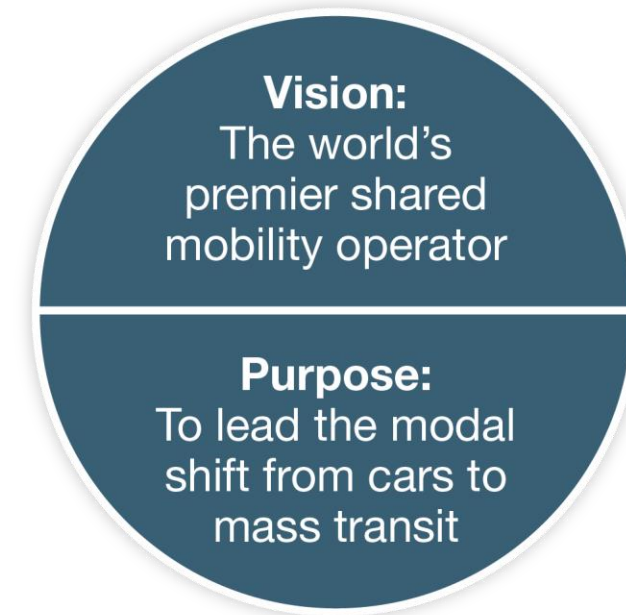 Vision:
The world’s
premier shared
mobility operator
Purpose:
To lead the modal
shift from cars to
mass transit